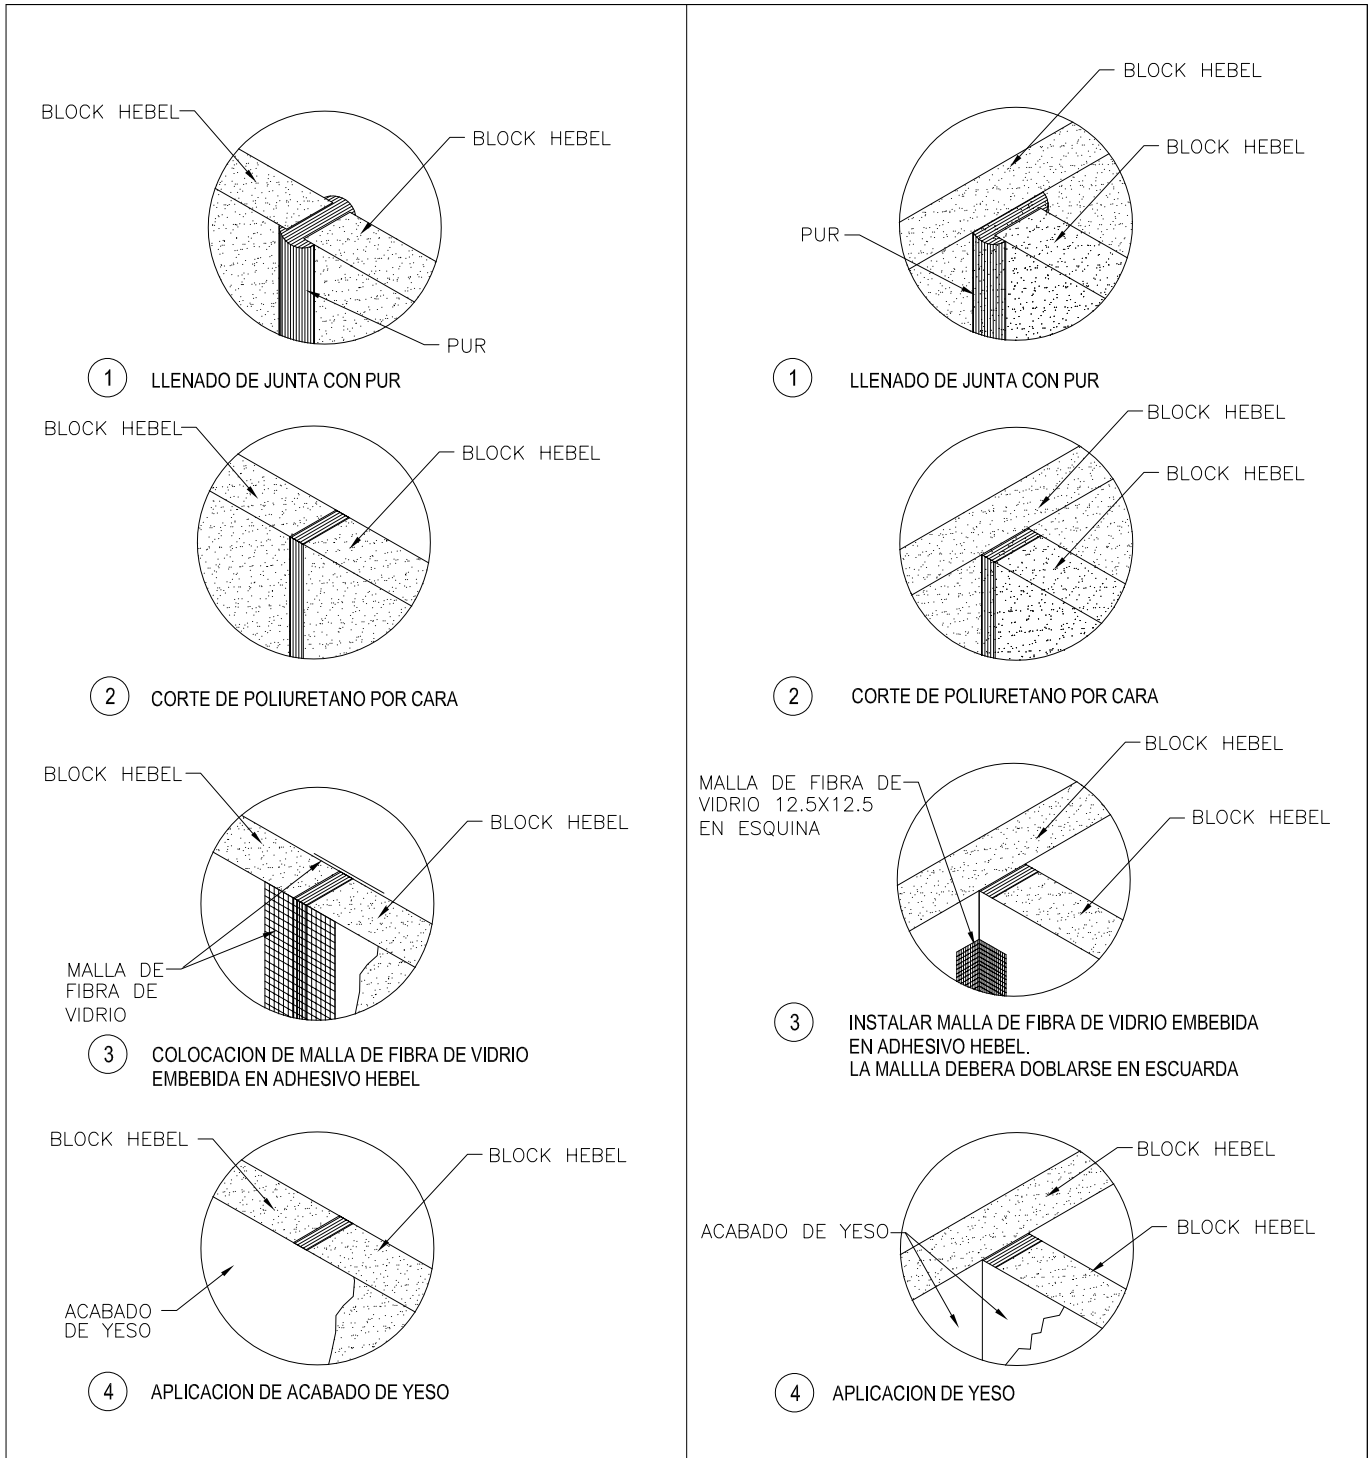 BLOCK HEBEL
BLOCK HEBEL
PUR
1 LLENADO DE JUNTA CON PUR
BLOCK HEBEL
BLOCK HEBEL
2 CORTE DE POLIURETANO POR CARA
BLOCK HEBEL
BLOCK HEBEL
MALLA DE
FIBRA DE
VIDRIO
3 COLOCACION DE MALLA DE FIBRA DE VIDRIO
EMBEBIDA EN ADHESIVO HEBEL
BLOCK HEBEL
BLOCK HEBEL
ACABADO
DE YESO
4 APLICACION DE ACABADO DE YESO
BLOCK HEBEL
BLOCK HEBEL
PUR
1 LLENADO DE JUNTA CON PUR
BLOCK HEBEL
BLOCK HEBEL
2 CORTE DE POLIURETANO POR CARA
BLOCK HEBEL
MALLA DE FIBRA DE
VIDRIO 12.5X12.5
EN ESQUINA
BLOCK HEBEL
3 INSTALAR MALLA DE FIBRA DE VIDRIO EMBEBIDA
EN ADHESIVO HEBEL.
LA MALLLA DEBERA DOBLARSE EN ESCUARDA
BLOCK HEBEL
ACABADO DE YESO
BLOCK HEBEL
4 APLICACION DE YESO